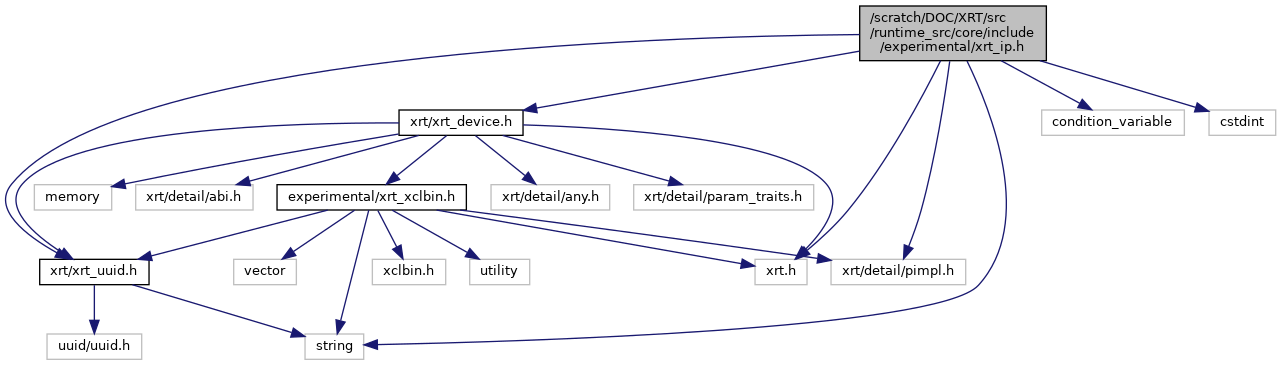 /scratch/DOC/XRT/src
/runtime_src/core/include
/experimental/xrt_ip.h
xrt/xrt_device.h
condition_variable
cstdint
memory
xrt/detail/abi.h
experimental/xrt_xclbin.h
xrt/detail/any.h
xrt/detail/param_traits.h
xrt/xrt_uuid.h
vector
xclbin.h
utility
xrt.h
xrt/detail/pimpl.h
uuid/uuid.h
string